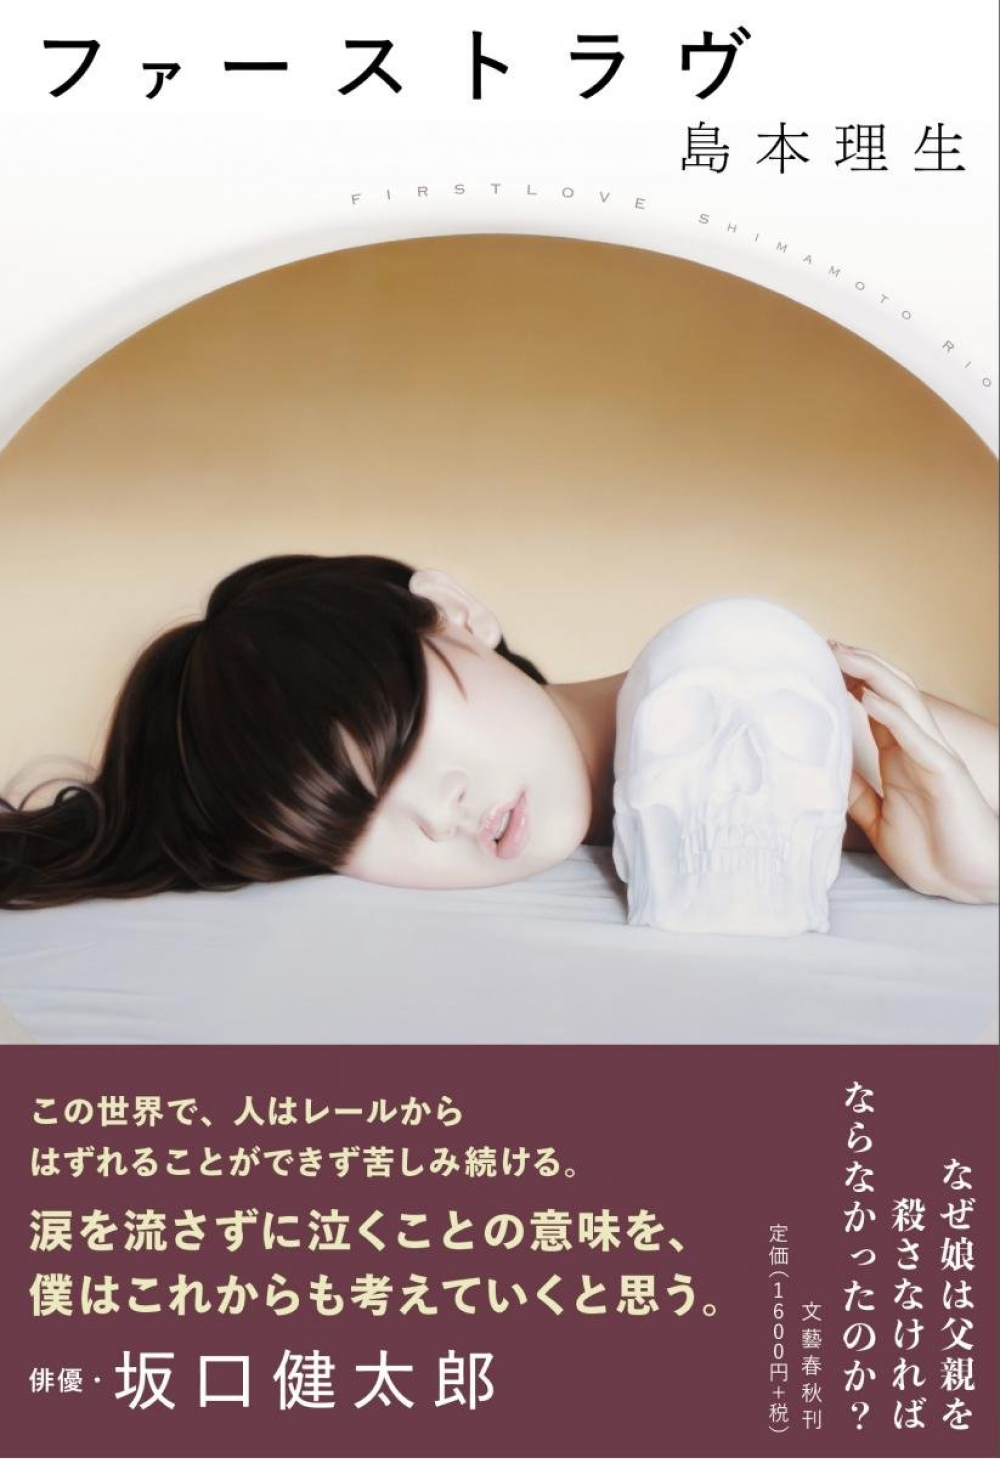 ファーストラヴ
島本理生
FIRSTLOVE SHIMAMOTO RIO
この世界で、人はレールから
はずれることができず苦しみ続ける。
涙を流さずに泣くことの意味を、
僕はこれからも考えていくと思う。
俳優・坂口健太郎
なぜ娘は父親を
殺さなければ
ならなかったのか?
文藝春秋刊
定価(1600円+税)